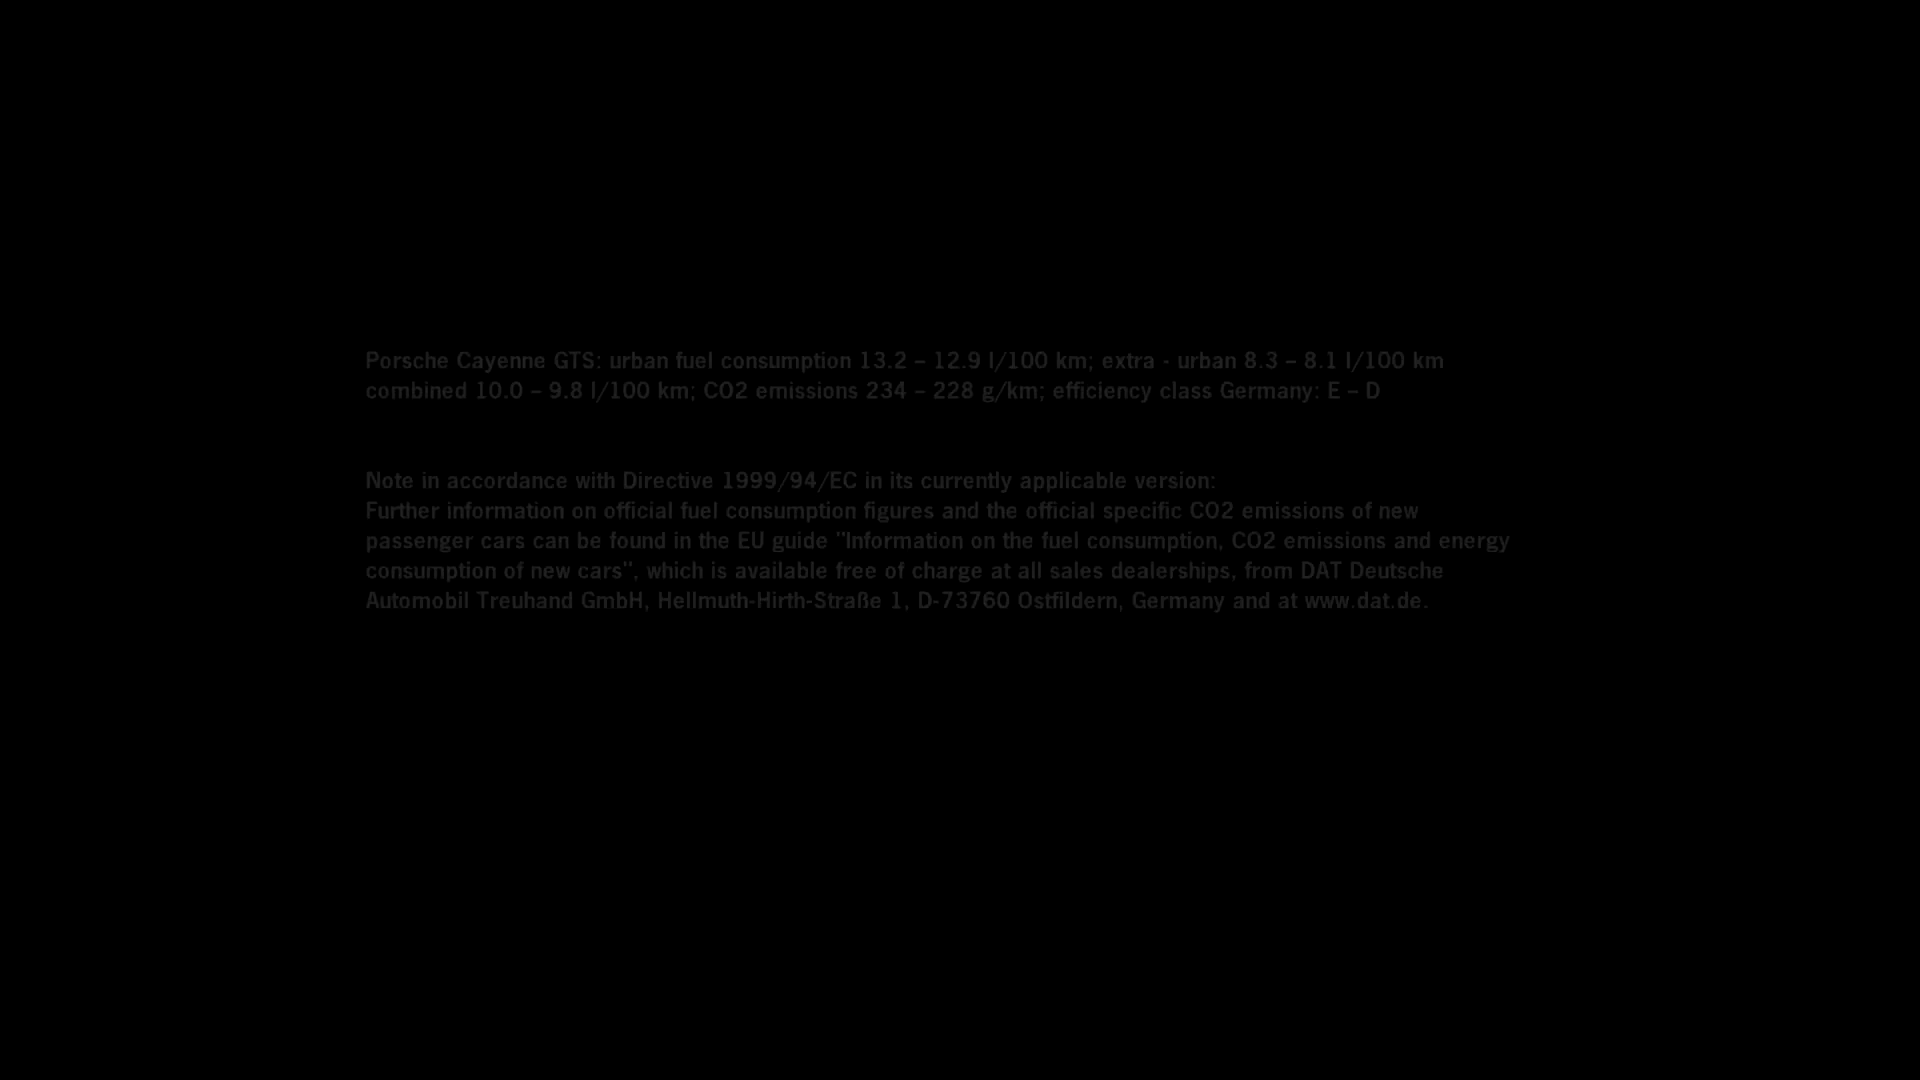 Porsche Cayenne GTS: urban fuel consumption 13.2 – 12.9 l/100 km; extra - urban 8.3 – 8.1 l/100 km
combined 10.0 – 9.8 l/100 km; CO2 emissions 234 – 228 g/km; efficiency class Germany: E – D
Note in accordance with Directive 1999/94/EC in its currently applicable version:
Further information on official fuel consumption figures and the official specific CO2 emissions of new
passenger cars can be found in the EU guide "Information on the fuel consumption, CO2 emissions and energy
consumption of new cars", which is available free of charge at all sales dealerships, from DAT Deutsche
Automobil Treuhand GmbH, Hellmuth-Hirth-Straße 1, D-73760 Ostfildern, Germany and at www.dat.de.